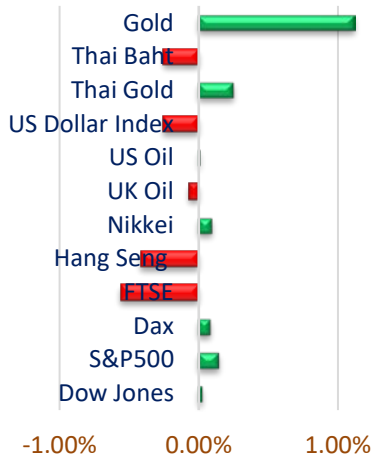 Gold
Thai Baht
Thai Gold
US Dollar Index
US Oil
UK Oil
Nikkei
Hang Seng
FTSE
Dax
S&P500
Dow Jones
-1.00% 0.00% 1.00%